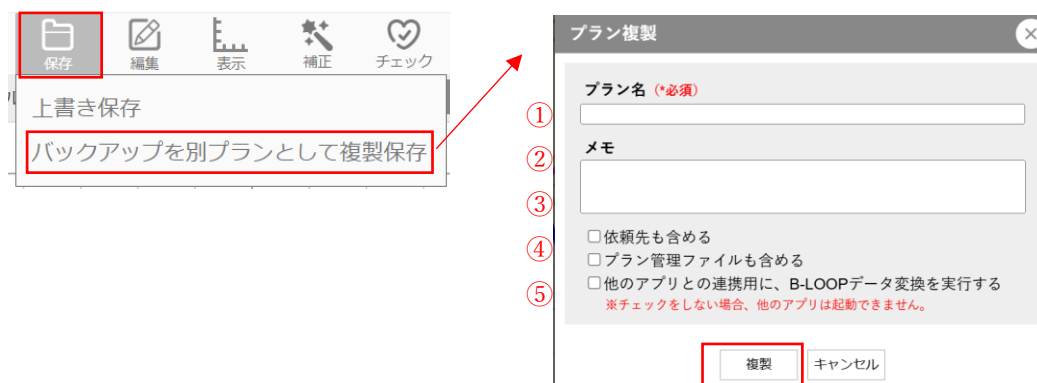 保存 編集 表示 補正 チェック
上書き保存
バックアップを別プランとして複製保存
プラン複製
プラン名 (*必須)
①
メモ
②
③
④
□依頼先も含める
□プラン管理ファイルも含める
⑤
□他のアプリとの連携用に、B-LOOPデータ変換を実行する
※チェックをしない場合、他のアプリは起動できません。
複製 キャンセル